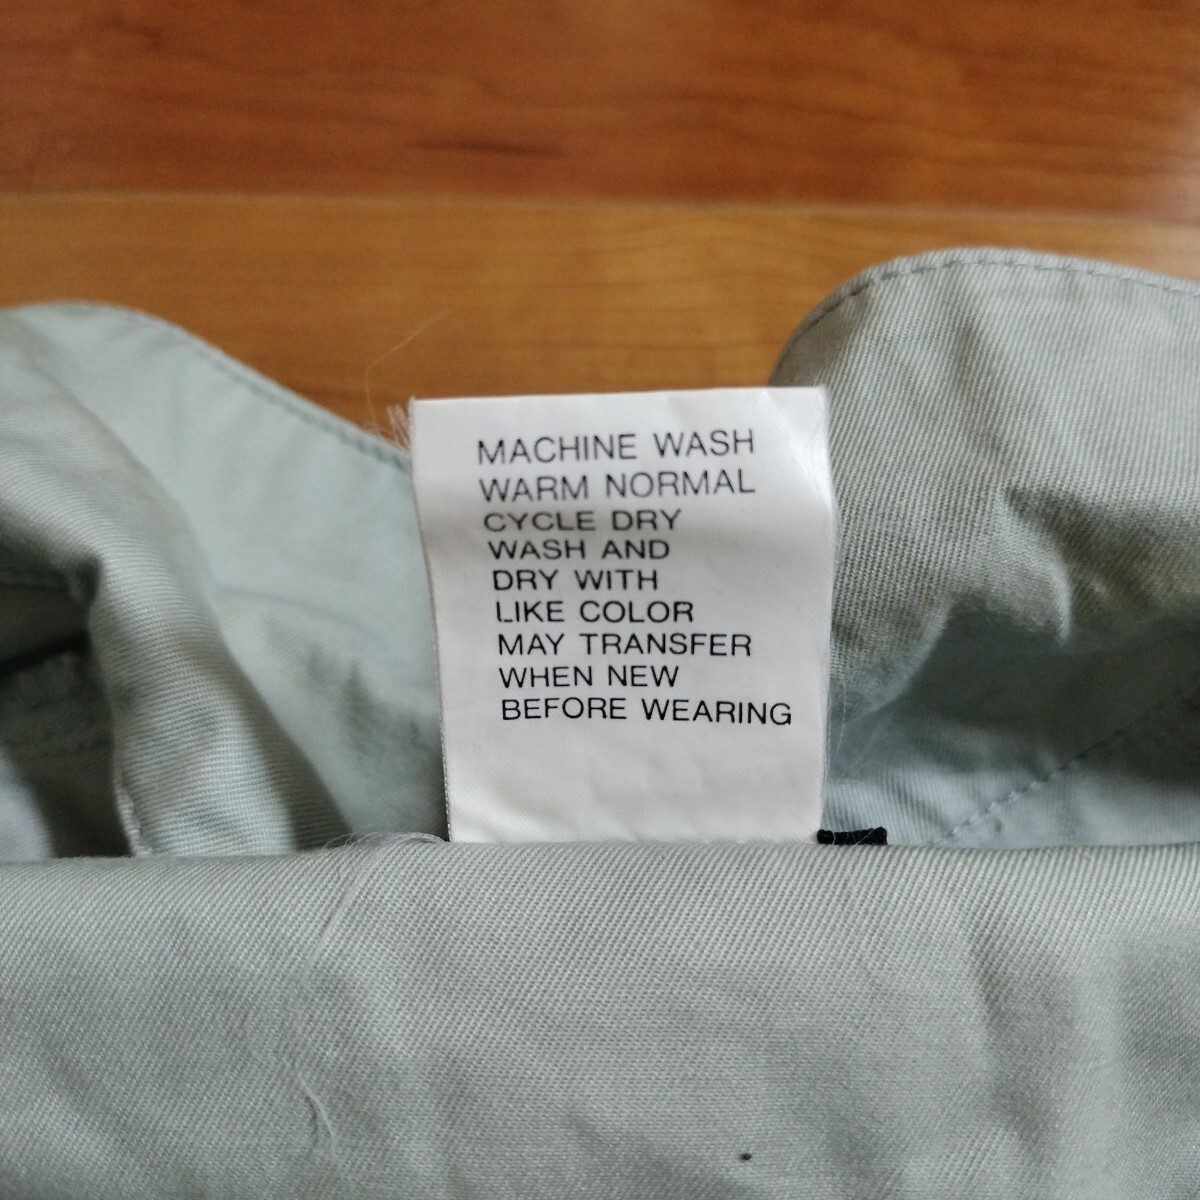 MACHINE WASH
WARM NORMAL
CYCLE DRY
WASH AND
DRY WITH
LIKE COLOR
MAY TRANSFER
WHEN NEW
BEFORE WEARING